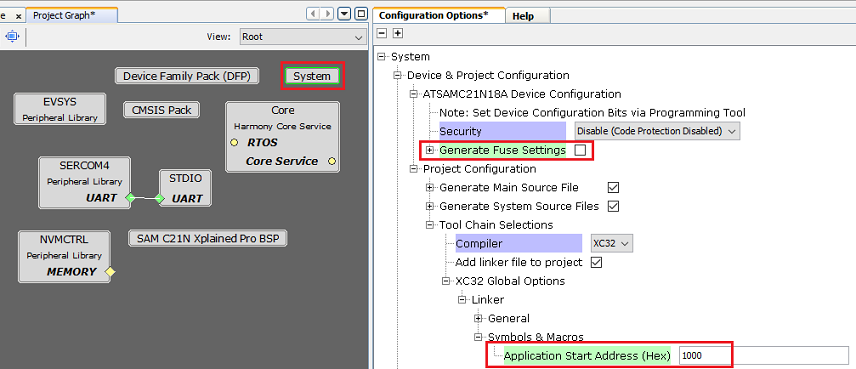 e
Project Graph*
View: Root
Device Family Pack (DFP)
System
EVSYS
Peripheral Library
CMSIS Pack
Core
Harmony Core Service
RTOS
Core Service
SERCOM4
Peripheral Library
UART
STDIO
UART
NVMCTRL
Peripheral Library
MEMORY
SAM C21N Xplained Pro BSP
Configuration Options*
Help
System
Device & Project Configuration
ATSAMC21N18A Device Configuration
Note: Set Device Configuration Bits via Programming Tool
Security Disable (Code Protection Disabled)
Generate Fuse Settings
Project Configuration
Generate Main Source File
Generate System Source Files
Tool Chain Selections
Compiler XC32
Add linker file to project
XC32 Global Options
Linker
General
Symbols & Macros
Application Start Address (Hex) 1000